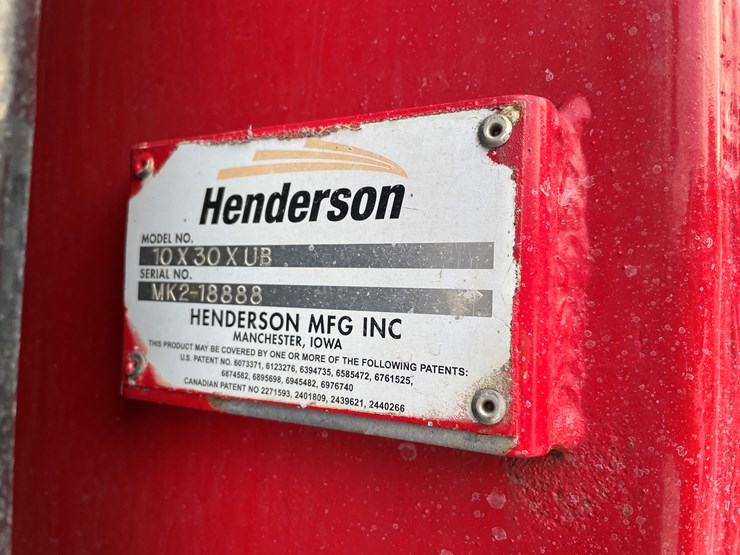 Henderson
MODEL NO.
10 X 30 X UB
SERIAL NO.
MK2-18888
HENDERSON MFG INC
MANCHESTER, IOWA
THIS PRODUCT MAY BE COVERED BY ONE OR MORE OF THE FOLLOWING PATENTS:
U.S. PATENT NO. 6073371, 6123276, 6394735, 6585472, 6761525,
6874582, 6895698, 6945482, 6976740
CANADIAN PATENT NO 2271593, 2401809, 2439621, 2440266